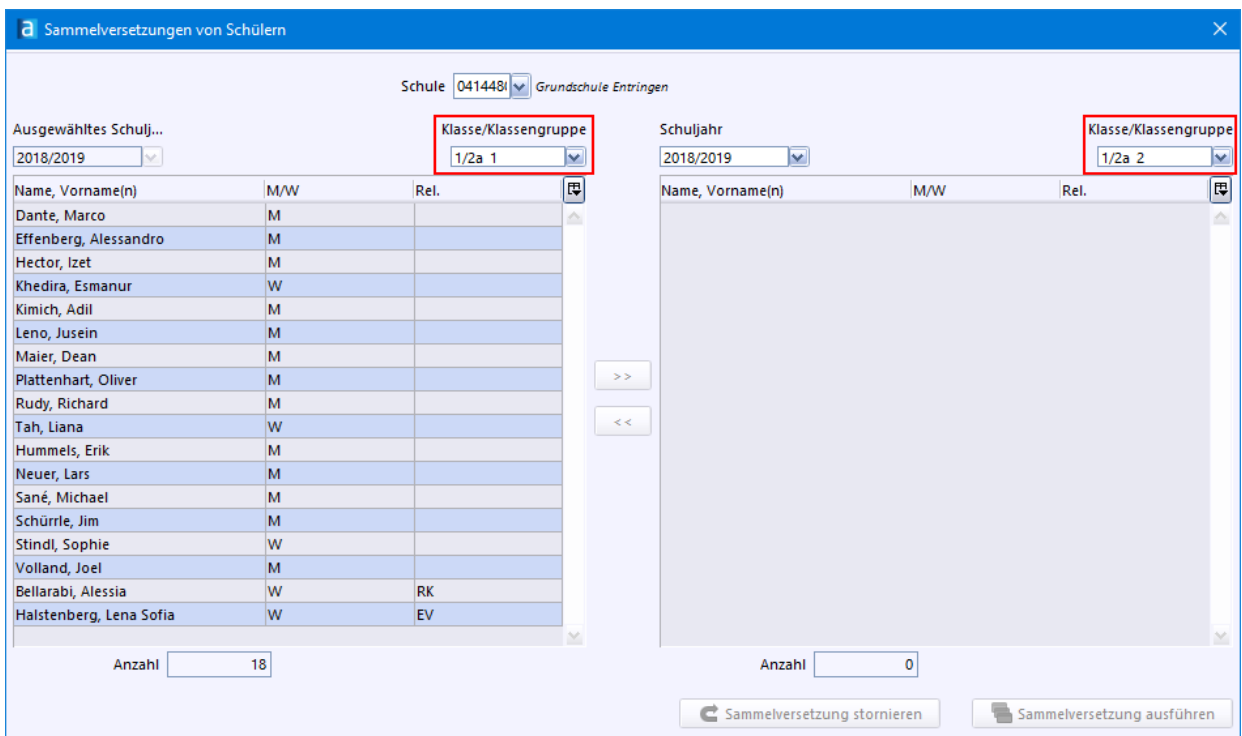 a Sammelversetzungen von Schülern
Schule 0414480 Grundschule Entringen
Ausgewähltes Schulj... Klasse/Klassengruppe
2018/2019 1/2a 1
Name, Vorname(n) M/W Rel.
Dante, Marco M
Effenberg, Alessandro M
Hector, Izet M
Khedira, Esmanur W
Kimich, Adil M
Leno, Jusein M
Maier, Dean M
Plattenhart, Oliver M
Rudy, Richard M
Tah, Liana W
Hummels, Erik M
Neuer, Lars M
Sané, Michael M
Schürrle, Jim M
Stindl, Sophie W
Volland, Joel M
Bellarabi, Alessia W RK
Halstenberg, Lena Sofia W EV
Anzahl 18
>>
<<
Schuljahr Klasse/Klassengruppe
2018/2019 1/2a 2
Name, Vorname(n) M/W Rel.
Anzahl 0
Sammelversetzung stornieren Sammelversetzung ausführen